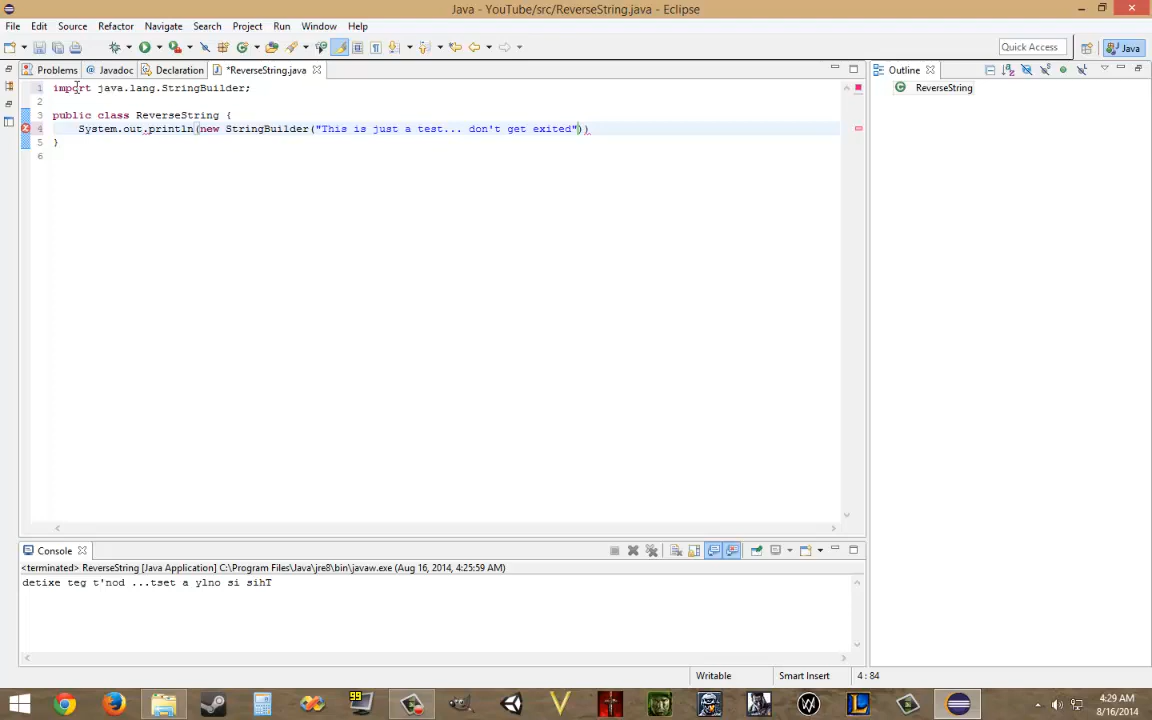 Java - YouTube/src/ReverseString.java - Eclipse
File Edit Source Refactor Navigate Search Project Run Window Help
Quick Access Java
Problems @ Javadoc Declaration *ReverseString.java Outline
1 import java.lang.StringBuilder; ReverseString
2
3 public class ReverseString {
4 System.out.println(new StringBuilder("This is just a test... don't get exited"))
5 }
6
Console
<terminated> ReverseString [Java Application] C:\Program Files\Java\jre8\bin\javaw.exe (Aug 16, 2014, 4:25:59 AM)
detixe teg t'nod ...tset a ylno si sihT
Writable Smart Insert 4 : 84
99
4:29 AM
8/16/2014